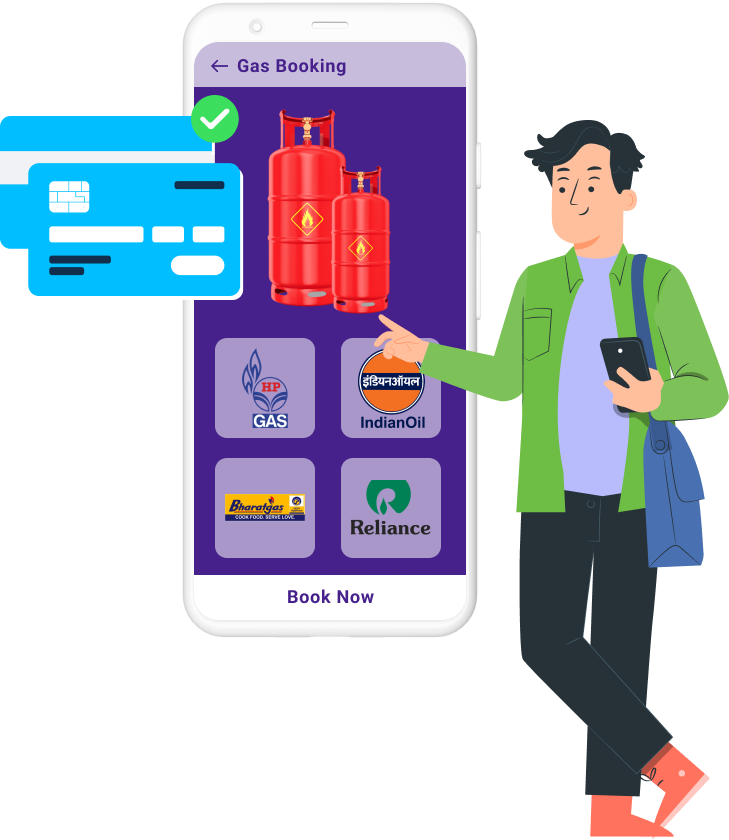 Gas Booking
HP
GAS
इंडियनऑयल
IndianOil
Bharatgas
COOK FOOD. SERVE LOVE.
Reliance
Book Now